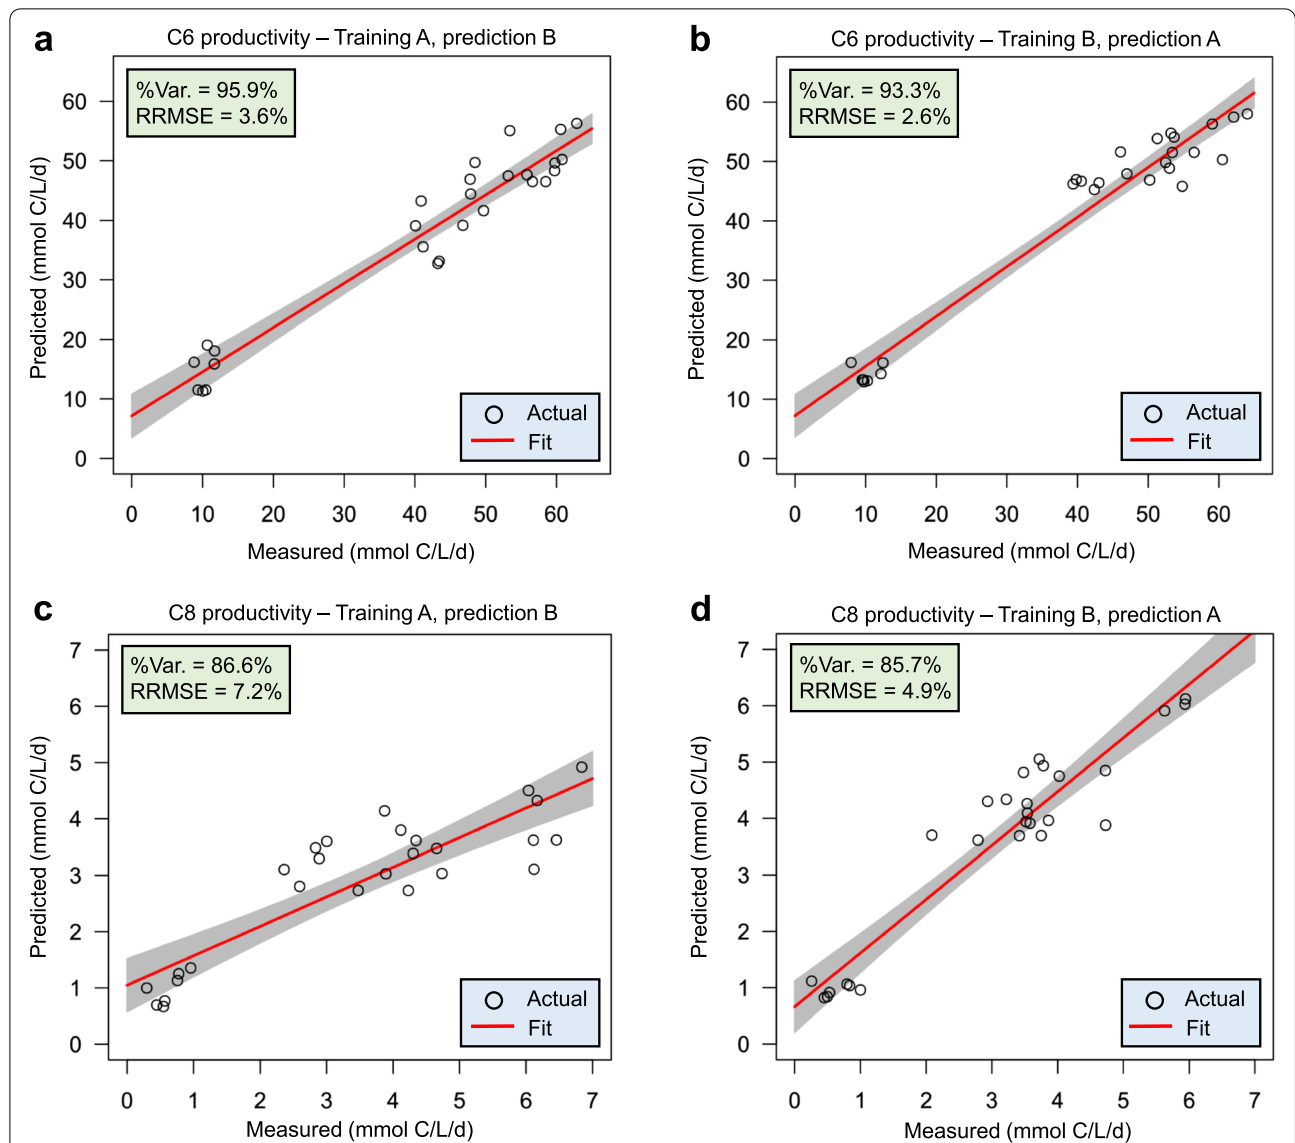 a
C6 productivity – Training A, prediction B
%Var. = 95.9%
RRMSE = 3.6%
Predicted (mmol C/L/d)
60
50
40
30
20
10
0
Actual
Fit
0 10 20 30 40 50 60
Measured (mmol C/L/d)
b
C6 productivity – Training B, prediction A
%Var. = 93.3%
RRMSE = 2.6%
Predicted (mmol C/L/d)
60
50
40
30
20
10
0
Actual
Fit
0 10 20 30 40 50 60
Measured (mmol C/L/d)
c
C8 productivity – Training A, prediction B
%Var. = 86.6%
RRMSE = 7.2%
Predicted (mmol C/L/d)
7
6
5
4
3
2
1
0
Actual
Fit
0 1 2 3 4 5 6 7
Measured (mmol C/L/d)
d
C8 productivity – Training B, prediction A
%Var. = 85.7%
RRMSE = 4.9%
Predicted (mmol C/L/d)
7
6
5
4
3
2
1
0
Actual
Fit
0 1 2 3 4 5 6 7
Measured (mmol C/L/d)